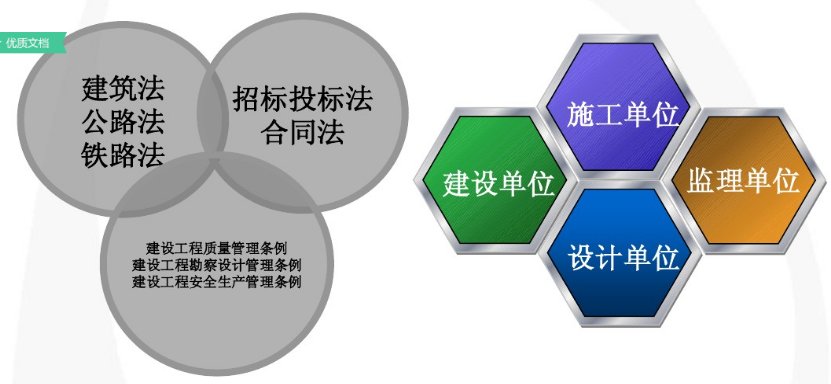 优质文档
建筑法
公路法
铁路法
招标投标法
合同法
建设工程质量管理条例
建设工程勘察设计管理条例
建设工程安全生产管理条例
施工单位
建设单位
监理单位
设计单位